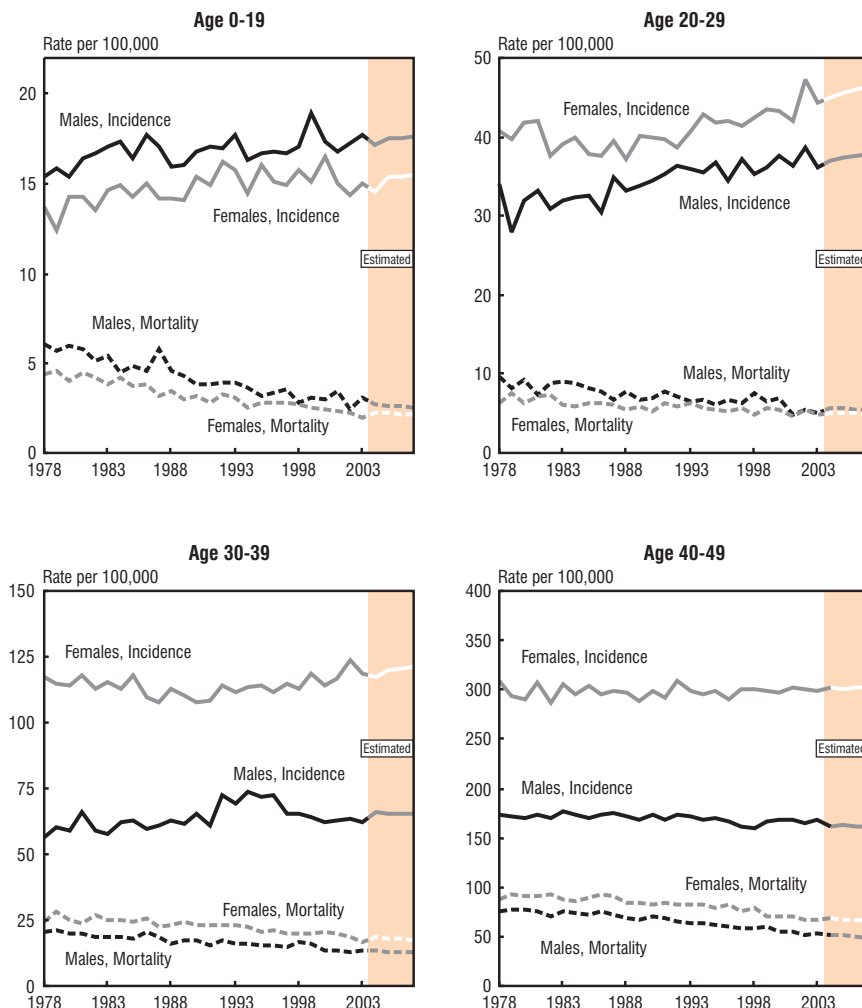 Age 0-19
Rate per 100,000
20
15
10
5
0
Males, Incidence
Females, Incidence
Estimated
Males, Mortality
Females, Mortality
1978 1983 1988 1993 1998 2003
Age 20-29
Rate per 100,000
50
40
30
20
10
0
Females, Incidence
Males, Incidence
Estimated
Males, Mortality
Females, Mortality
1978 1983 1988 1993 1998 2003
Age 30-39
Rate per 100,000
150
125
100
75
50
25
0
Females, Incidence
Estimated
Males, Incidence
Females, Mortality
Males, Mortality
1978 1983 1988 1993 1998 2003
Age 40-49
Rate per 100,000
400
350
300
250
200
150
100
50
0
Females, Incidence
Estimated
Males, Incidence
Females, Mortality
Males, Mortality
1978 1983 1988 1993 1998 2003